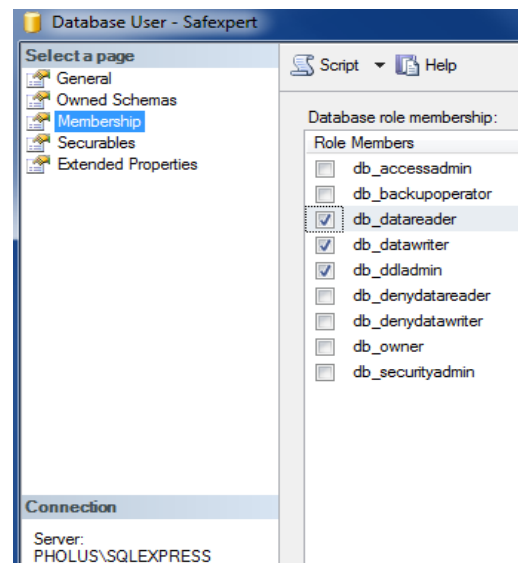 Database User - Safexpert
Select a page
General
Owned Schemas
Membership
Securables
Extended Properties
Script
Help
Database role membership:
Role Members
db_accessadmin
db_backupoperator
db_datareader
db_datawriter
db_ddladmin
db_denydatareader
db_denydatawriter
db_owner
db_securityadmin
Connection
Server:
PHOLUS\SQLEXPRESS